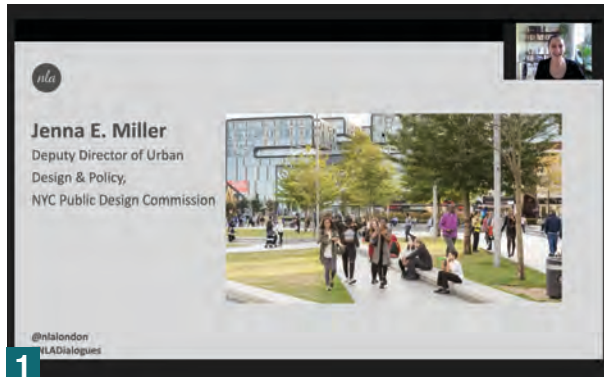 nla
Jenna E. Miller
Deputy Director of Urban
Design & Policy,
NYC Public Design Commission
@nlalondon
NLADialogues
1